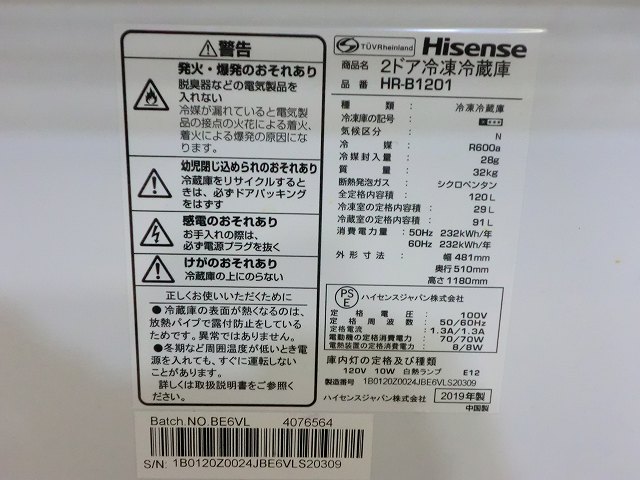 ⚠警告
発火・爆発のおそれあり
脱臭器などの電気製品を
入れない
冷媒が漏れていると電気製
品の接点の火花による着火、
着火による爆発の原因にな
ります。
幼児閉じ込められのおそれあり
冷蔵庫をリサイクルすると
きは、必ずドアパッキング
をはずす
感電のおそれあり
お手入れの際は、
必ず電源プラグを抜く
けがのおそれあり
冷蔵庫の上にのらない
正しくお使いいただくために
●冷蔵庫の表面が熱くなるのは、
放熱パイプで露付防止をしている
ためです。異常ではありません。
●冬期など周囲温度が低いとき電
源を入れても、すぐに運転しない
ことがあります。
詳しくは取扱説明書をご参照
ください。
TÜVRheinland Hisense
商品名 2ドア冷凍冷蔵庫
品番 HR-B1201
種類 冷凍冷蔵庫
冷凍庫の記号
気候区分 N
冷媒 R600a
冷媒封入量 28g
質量 32kg
断熱発泡ガス シクロペンタン
全定格内容積 120L
冷凍室の定格内容積 29L
冷蔵室の定格内容積 91L
消費電力量 50Hz 232kWh/年
60Hz 232kWh/年
外形寸法 幅481mm
奥行510mm
高さ1180mm
PSE ハイセンスジャパン株式会社
定格電圧: 100V
定格周波数: 50/60Hz
定格電流: 1.3A/1.3A
電動機の定格消費電力: 70/70W
電熱装置の定格消費電力: 8/8W
庫内灯の定格及び種類
120V 10W 白熱ランプ E12
製造番号 1B0120Z0024JBE6VLS20309
ハイセンスジャパン株式会社 2019年製
中国製
Batch.NO.BE6VL 4076564
S/N: 1B0120Z0024JBE6VLS20309